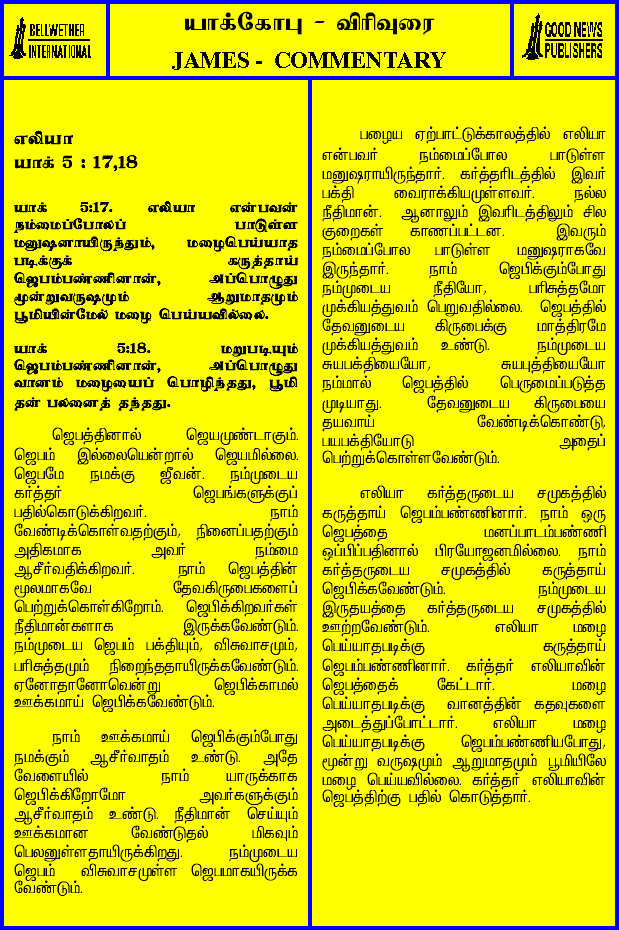 BELLWETHER
INTERNATIONAL
யாக்கோபு - விரிவுரை
JAMES - COMMENTARY
GOOD NEWS
PUBLISHERS
எலியா
யாக் 5 : 17,18
யாக் 5:17. எலியா என்பவன்
நம்மைப்போலப் பாடுள்ள
மனுஷனாயிருந்தும், மழைபெய்யாத
படிக்குக் கருத்தாய்
ஜெபம்பண்ணினான், அப்பொழுது
மூன்றுவருஷமும் ஆறுமாதமும்
பூமியின்மேல் மழை பெய்யவில்லை.
யாக் 5:18. மறுபடியும்
ஜெபம்பண்ணினான், அப்பொழுது
வானம் மழையைப் பொழிந்தது, பூமி
தன் பலனைத் தந்தது.
ஜெபத்தினால் ஜெயமுண்டாகும்.
ஜெபம் இல்லையென்றால் ஜெயமில்லை.
ஜெபமே நமக்கு ஜீவன். நம்முடைய
கர்த்தர் ஜெபங்களுக்குப்
பதில்கொடுக்கிறவர். நாம்
வேண்டிக்கொள்வதற்கும், நினைப்பதற்கும்
அதிகமாக அவர் நம்மை
ஆசீர்வதிக்கிறவர். நாம் ஜெபத்தின்
மூலமாகவே தேவகிருபைகளைப்
பெற்றுக்கொள்கிறோம். ஜெபிக்கிறவர்கள்
நீதிமான்களாக இருக்கவேண்டும்.
நம்முடைய ஜெபம் பக்தியும், விசுவாசமும்,
பரிசுத்தமும் நிறைந்ததாயிருக்கவேண்டும்.
ஏனோதானோவென்று ஜெபிக்காமல்
ஊக்கமாய் ஜெபிக்கவேண்டும்.
நாம் ஊக்கமாய் ஜெபிக்கும்போது
நமக்கும் ஆசீர்வாதம் உண்டு. அதே
வேளையில் நாம் யாருக்காக
ஜெபிக்கிறோமோ அவர்களுக்கும்
ஆசீர்வாதம் உண்டு. நீதிமான் செய்யும்
ஊக்கமான வேண்டுதல் மிகவும்
பெலனுள்ளதாயிருக்கிறது. நம்முடைய
ஜெபம் விசுவாசமுள்ள ஜெபமாகயிருக்க
வேண்டும்.
பழைய ஏற்பாட்டுக்காலத்தில் எலியா
என்பவர் நம்மைப்போல பாடுள்ள
மனுஷராயிருந்தார். கர்த்தரிடத்தில் இவர்
பக்தி வைராக்கியமுள்ளவர். நல்ல
நீதிமான். ஆனாலும் இவரிடத்திலும் சில
குறைகள் காணப்பட்டன. இவரும்
நம்மைப்போல பாடுள்ள மனுஷராகவே
இருந்தார். நாம் ஜெபிக்கும்போது
நம்முடைய நீதியோ, பரிசுத்தமோ
முக்கியத்துவம் பெறுவதில்லை. ஜெபத்தில்
தேவனுடைய கிருபைக்கு மாத்திரமே
முக்கியத்துவம் உண்டு. நம்முடைய
சுயபக்தியையோ, சுயபுத்தியையோ
நம்மால் ஜெபத்தில் பெருமைப்படுத்த
முடியாது. தேவனுடைய கிருபையை
தயவாய் வேண்டிக்கொண்டு,
பயபக்தியோடு அதைப்
பெற்றுக்கொள்ளவேண்டும்.
எலியா கர்த்தருடைய சமுகத்தில்
கருத்தாய் ஜெபம்பண்ணினார். நாம் ஒரு
ஜெபத்தை மனப்பாடம்பண்ணி
ஒப்பிப்பதினால் பிரயோஜனமில்லை. நாம்
கர்த்தருடைய சமுகத்தில் கருத்தாய்
ஜெபிக்கவேண்டும். நம்முடைய
இருதயத்தை கர்த்தருடைய சமுகத்தில்
ஊற்றவேண்டும். எலியா மழை
பெய்யாதபடிக்கு கருத்தாய்
ஜெபம்பண்ணினார். கர்த்தர் எலியாவின்
ஜெபத்தைக் கேட்டார். மழை
பெய்யாதபடிக்கு வானத்தின் கதவுகளை
அடைத்துப்போட்டார். எலியா மழை
பெய்யாதபடிக்கு ஜெபம்பண்ணியபோது,
மூன்று வருஷமும் ஆறுமாதமும் பூமியிலே
மழை பெய்யவில்லை. கர்த்தர் எலியாவின்
ஜெபத்திற்கு பதில் கொடுத்தார்.